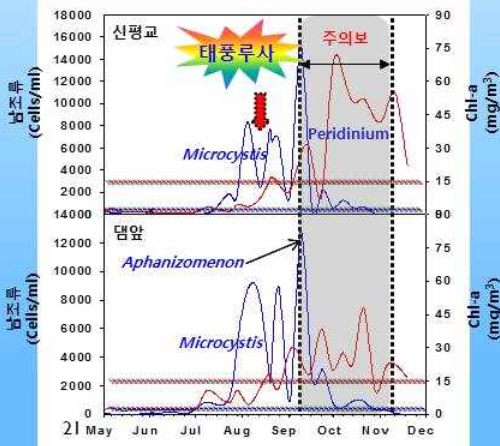 18000
16000
14000
12000
10000
8000
6000
4000
2000
14000
12000
10000
8000
6000
4000
2000
0
남조류
(Cells/ml)
남조류
(Cells/ml)
신평교
태풍루사
주의보
Microcystis
Peridinium
댐앞
Aphanizomenon
Microcystis
90
75
60
45
30
15
90
75
60
45
30
15
0
Chl-a
(mg/m³)
Chl-a
(mg/m³)
21 May Jun Jul Aug Sep Oct Nov Dec